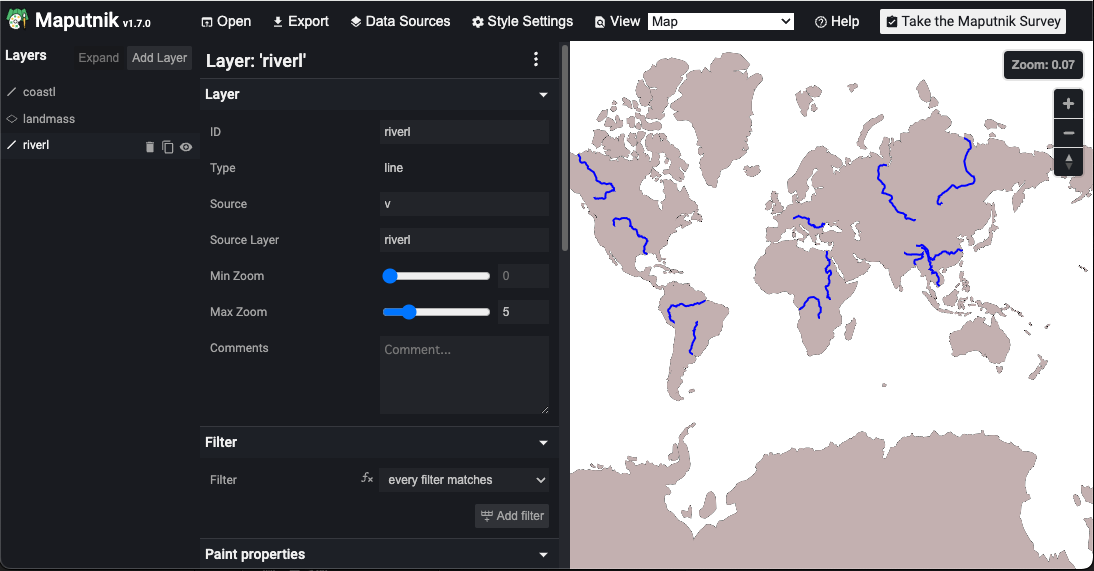 Maputnik v1.7.0 Open Export Data Sources Style Settings View Map Help Take the Maputnik Survey
Layers Expand Add Layer
coastl
landmass
riverl
Layer: 'riverl'
Layer
ID riverl
Type line
Source v
Source Layer riverl
Min Zoom 0
Max Zoom 5
Comments Comment...
Filter
Filter every filter matches
Add filter
Paint properties
Zoom: 0.07